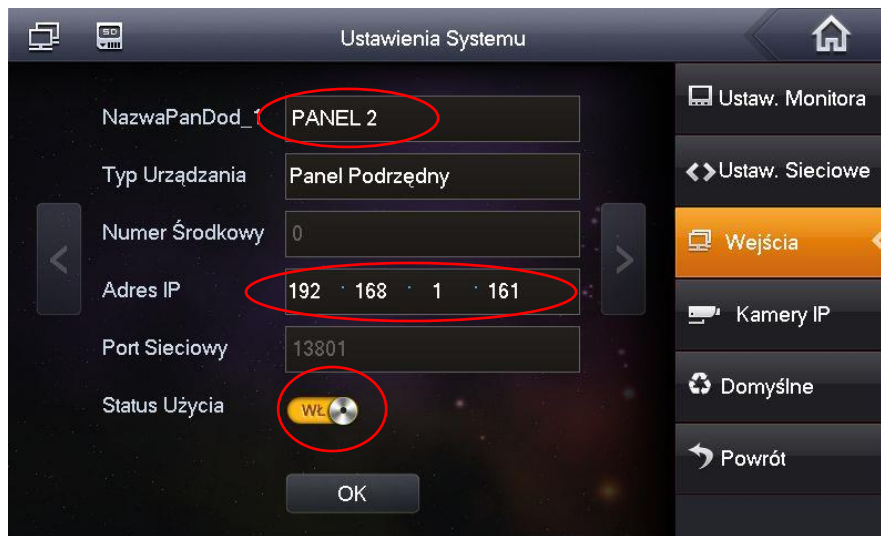 SD
Ustawienia Systemu
NazwaPanDod_1
PANEL 2
Typ Urządzania
Panel Podrzędny
Numer Środkowy
0
Adres IP
192 . 168 . 1 . 161
Port Sieciowy
13801
Status Użycia
WŁ
OK
Ustaw. Monitora
Ustaw. Sieciowe
Wejścia
Kamery IP
Domyślne
Powrót